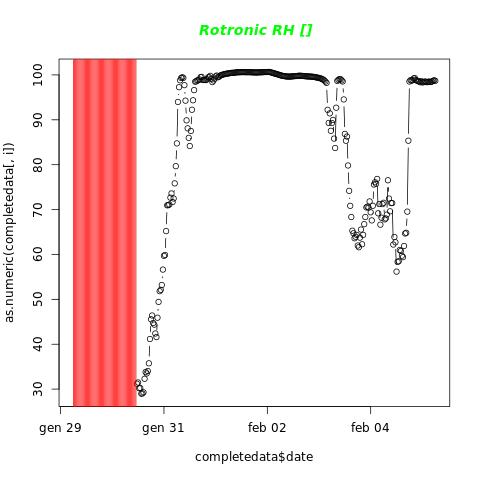 Rotronic RH []
as.numeric(completedata[, i])
100
90
80
70
60
50
40
30
gen 29
gen 31
feb 02
feb 04
completedata$date